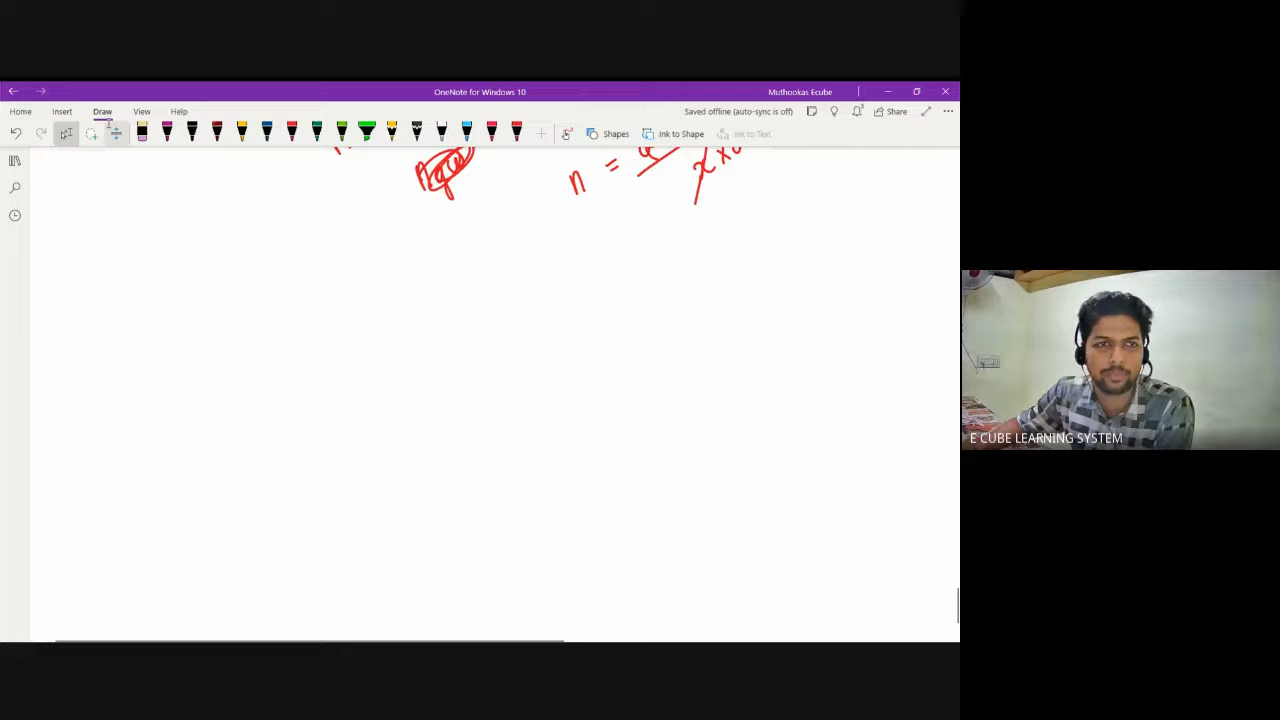 OneNote for Windows 10
Muthookas Ecube
Home Insert Draw View Help
Saved offline (auto-sync is off)
Share
Shapes
Ink to Shape
Ink to Text
n =
E CUBE LEARNING SYSTEM